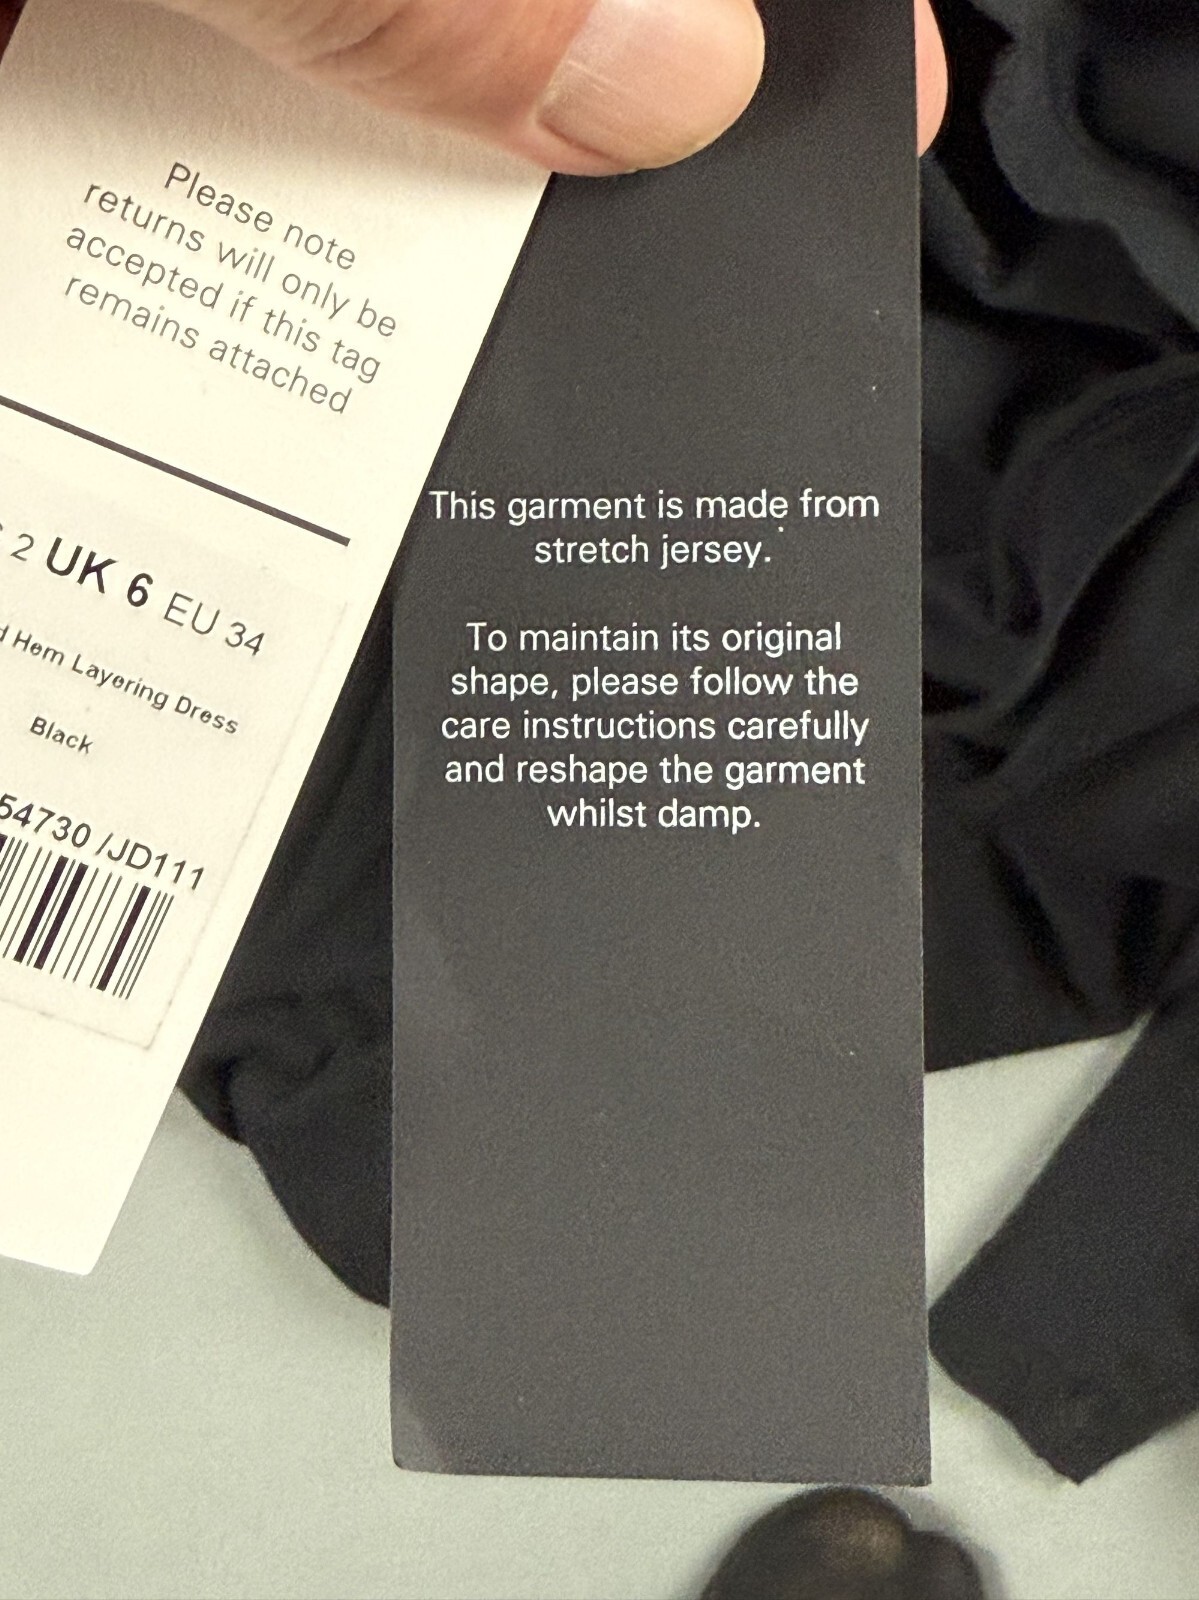 Please note
returns will only be
accepted if this tag
remains attached
2 UK 6 EU 34
Hem Layering Dress
Black
54730 /JD111
This garment is made from
stretch jersey.
To maintain its original
shape, please follow the
care instructions carefully
and reshape the garment
whilst damp.